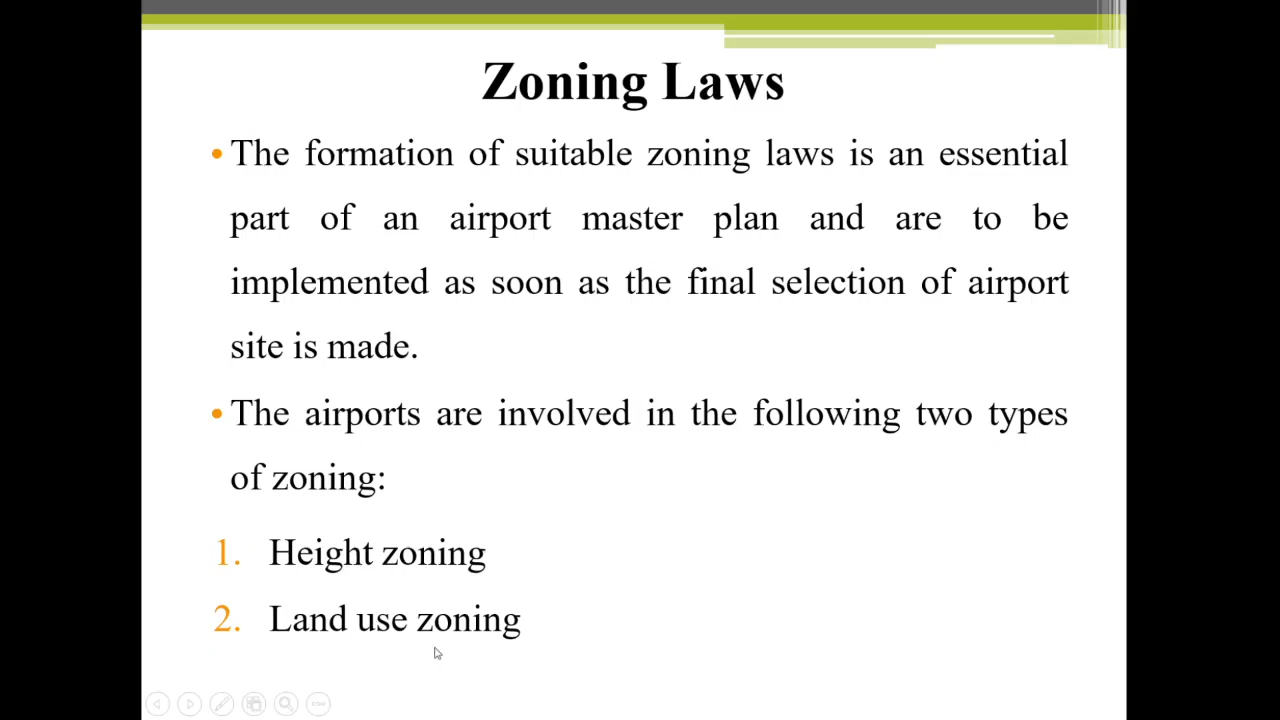 Zoning Laws
• The formation of suitable zoning laws is an essential
part of an airport master plan and are to be
implemented as soon as the final selection of airport
site is made.
• The airports are involved in the following two types
of zoning:
1. Height zoning
2. Land use zoning